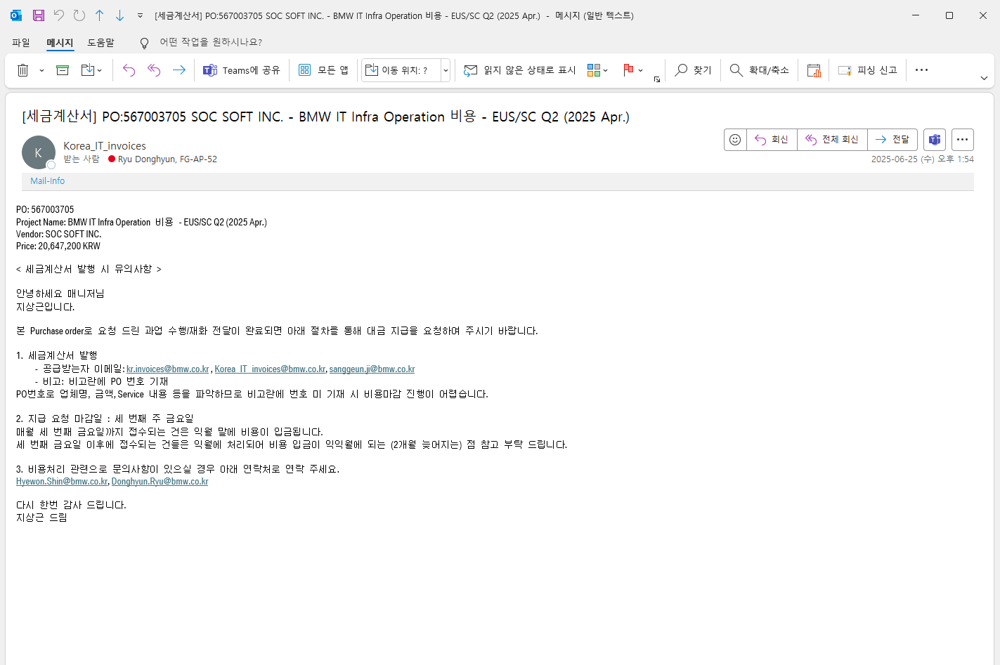 [세금계산서] PO:567003705 SOC SOFT INC. - BMW IT Infra Operation 비용 - EUS/SC Q2 (2025 Apr.) - 메시지 (일반 텍스트)
파일 메시지 도움말 어떤 작업을 원하시나요?
Teams에 공유 모든 앱 이동 위치: ? 읽지 않은 상태로 표시 찾기 확대/축소 피싱 신고
[세금계산서] PO:567003705 SOC SOFT INC. - BMW IT Infra Operation 비용 - EUS/SC Q2 (2025 Apr.)
K
Korea_IT_invoices
받는 사람 Ryu Donghyun, FG-AP-52
회신 전체 회신 전달
2025-06-25 (수) 오후 1:54
Mail-Info
PO: 567003705
Project Name: BMW IT Infra Operation 비용 - EUS/SC Q2 (2025 Apr.)
Vendor: SOC SOFT INC.
Price: 20,647,200 KRW
< 세금계산서 발행 시 유의사항 >
안녕하세요 매니저님
지상근입니다.
본 Purchase order로 요청 드린 과업 수행/재화 전달이 완료되면 아래 절차를 통해 대금 지급을 요청하여 주시기 바랍니다.
1. 세금계산서 발행
- 공급받는자 이메일: kr.invoices@bmw.co.kr , Korea_IT_invoices@bmw.co.kr, sanggeun.ji@bmw.co.kr
- 비고: 비고란에 PO 번호 기재
PO번호로 업체명, 금액, Service 내용 등을 파악하므로 비고란에 번호 미 기재 시 비용마감 진행이 어렵습니다.
2. 지급 요청 마감일 : 세 번째 주 금요일
매월 세 번째 금요일까지 접수되는 건은 익월 말에 비용이 입금됩니다.
세 번째 금요일 이후에 접수되는 건들은 익월에 처리되어 비용 입금이 익익월에 되는 (2개월 늦어지는) 점 참고 부탁 드립니다.
3. 비용처리 관련으로 문의사항이 있으실 경우 아래 연락처로 연락 주세요.
Hyewon.Shin@bmw.co.kr, Donghyun.Ryu@bmw.co.kr
다시 한번 감사 드립니다.
지상근 드림